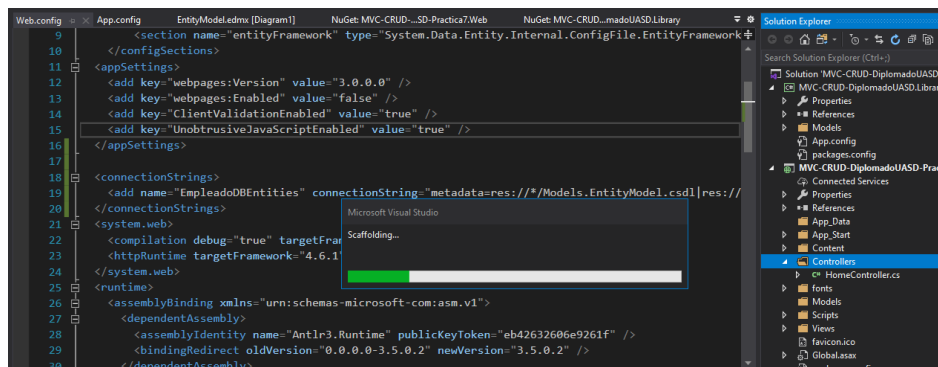 Web.config App.config EntityModel.edmx [Diagram1] NuGet: MVC-CRUD-...SD-Practica7.Web NuGet: MVC-CRUD...madoUASD.Library
9 <section name="entityFramework" type="System.Data.Entity.Internal.ConfigFile.EntityFramework
10 </configSections>
11 <appSettings>
12 <add key="webpages:Version" value="3.0.0.0" />
13 <add key="webpages:Enabled" value="false" />
14 <add key="ClientValidationEnabled" value="true" />
15 <add key="UnobtrusiveJavaScriptEnabled" value="true" />
16 </appSettings>
17
18 <connectionStrings>
19 <add name="EmpleadoDBEntities" connectionString="metadata=res://*/Models.EntityModel.csdl|res://
20 </connectionStrings>
21 <system.web>
22 <compilation debug="true" targetFra
23 <httpRuntime targetFramework="4.6.1"
24 </system.web>
25 <runtime>
26 <assemblyBinding xmlns="urn:schemas-microsoft-com:asm.v1">
27 <dependentAssembly>
28 <assemblyIdentity name="Antlr3.Runtime" publicKeyToken="eb42632606e9261f" />
29 <bindingRedirect oldVersion="0.0.0.0-3.5.0.2" newVersion="3.5.0.2" />
30 </dependentAssembly>
Microsoft Visual Studio
Scaffolding...
Solution Explorer
Search Solution Explorer (Ctrl+;)
Solution 'MVC-CRUD-DiplomadoUASD
MVC-CRUD-DiplomadoUASD.Librar
Properties
References
Models
App.config
packages.config
MVC-CRUD-DiplomadoUASD-Prac
Connected Services
Properties
References
App_Data
App_Start
Content
Controllers
HomeController.cs
fonts
Models
Scripts
Views
favicon.ico
Global.asax